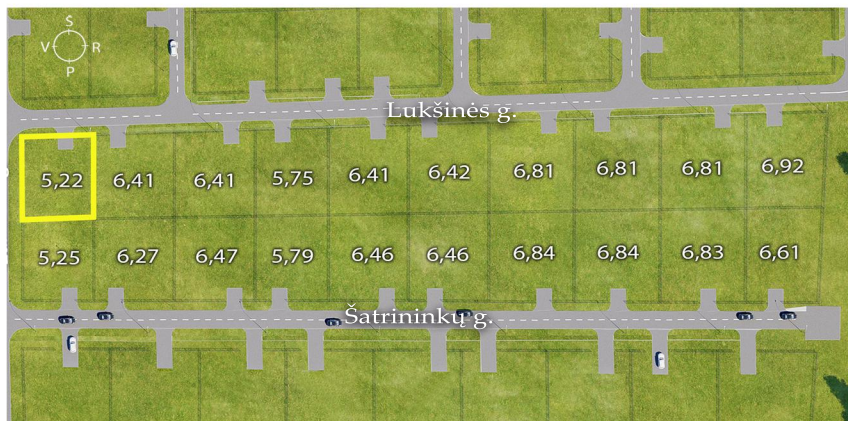 Š
V R
P
Lukšinės g.
5,22 6,41 6,41 5,75 6,41 6,42 6,81 6,81 6,81 6,92
5,25 6,27 6,47 5,79 6,46 6,46 6,84 6,84 6,83 6,61
Šatrininkų g.